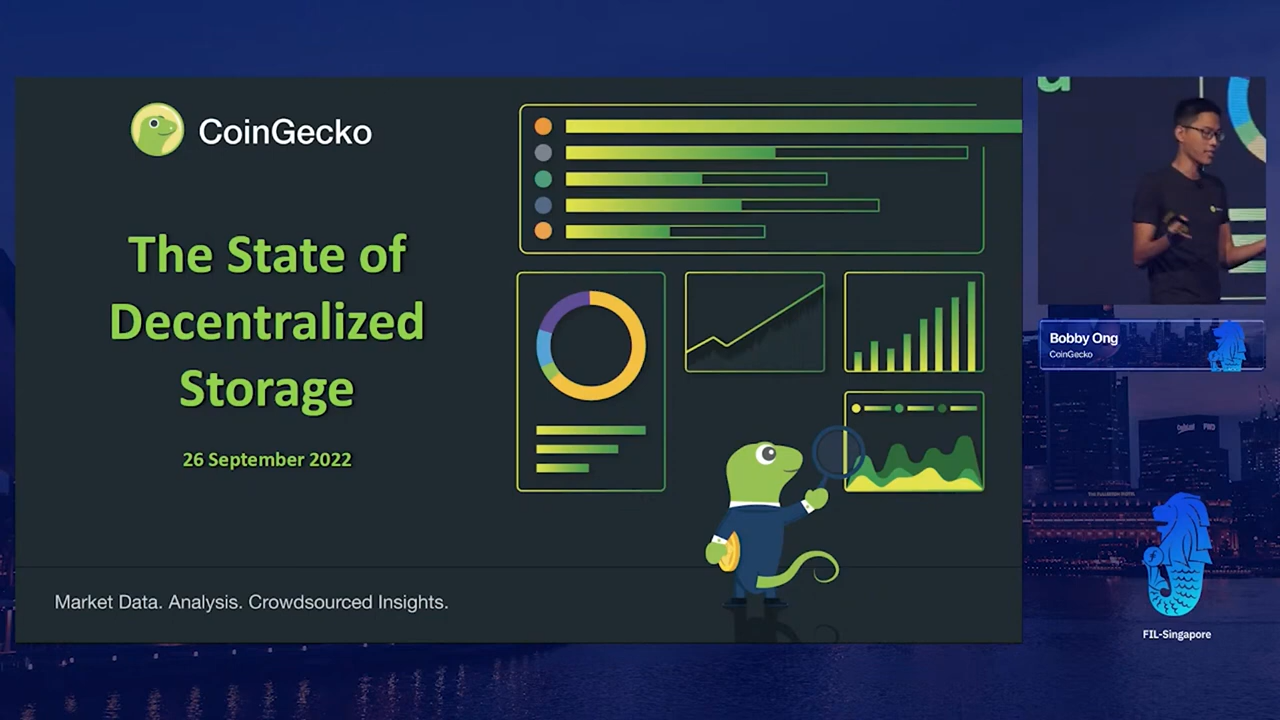 CoinGecko
The State of
Decentralized
Storage
26 September 2022
Market Data. Analysis. Crowdsourced Insights.
Bobby Ong
CoinGecko
FIL-Singapore